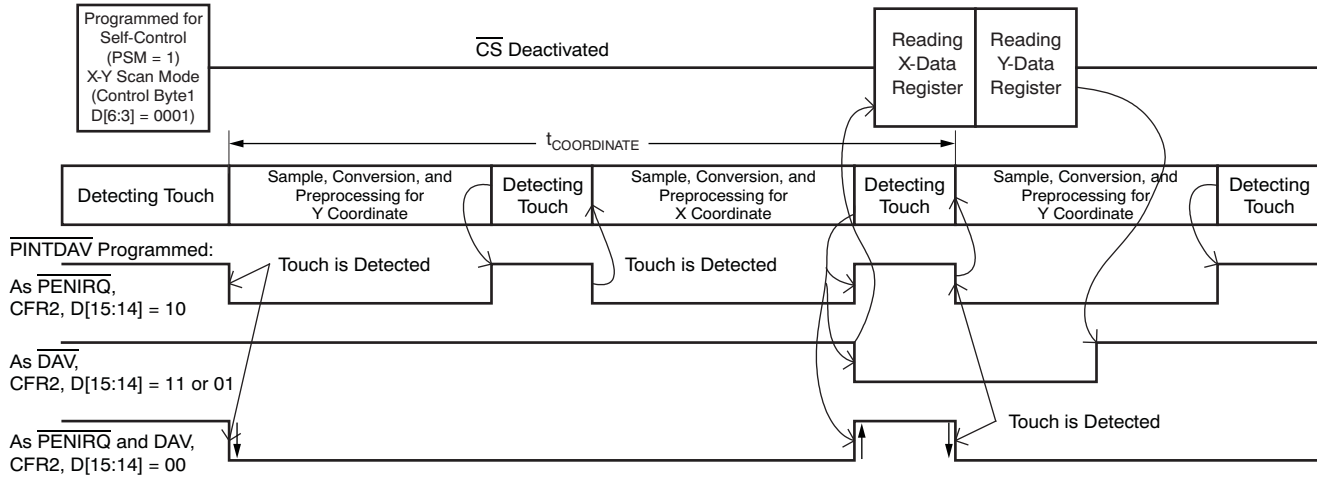 Programmed for
Self-Control
(PSM = 1)
X-Y Scan Mode
(Control Byte1
D[6:3] = 0001)
CS Deactivated
Reading
X-Data
Register
Reading
Y-Data
Register
tCOORDINATE
Detecting Touch
Sample, Conversion, and
Preprocessing for
Y Coordinate
Detecting
Touch
Sample, Conversion, and
Preprocessing for
X Coordinate
Detecting
Touch
Sample, Conversion, and
Preprocessing for
Y Coordinate
Detecting
Touch
PINTDAV Programmed:
Touch is Detected
Touch is Detected
As PENIRQ,
CFR2, D[15:14] = 10
As DAV,
CFR2, D[15:14] = 11 or 01
Touch is Detected
As PENIRQ and DAV,
CFR2, D[15:14] = 00